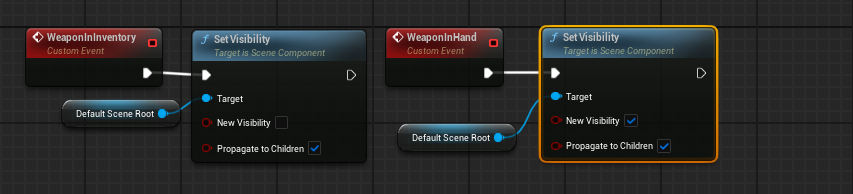 WeaponInInventory
Custom Event
f Set Visibility
Target is Scene Component
Target
Default Scene Root
New Visibility
Propagate to Children
WeaponInHand
Custom Event
f Set Visibility
Target is Scene Component
Target
New Visibility
Default Scene Root
Propagate to Children